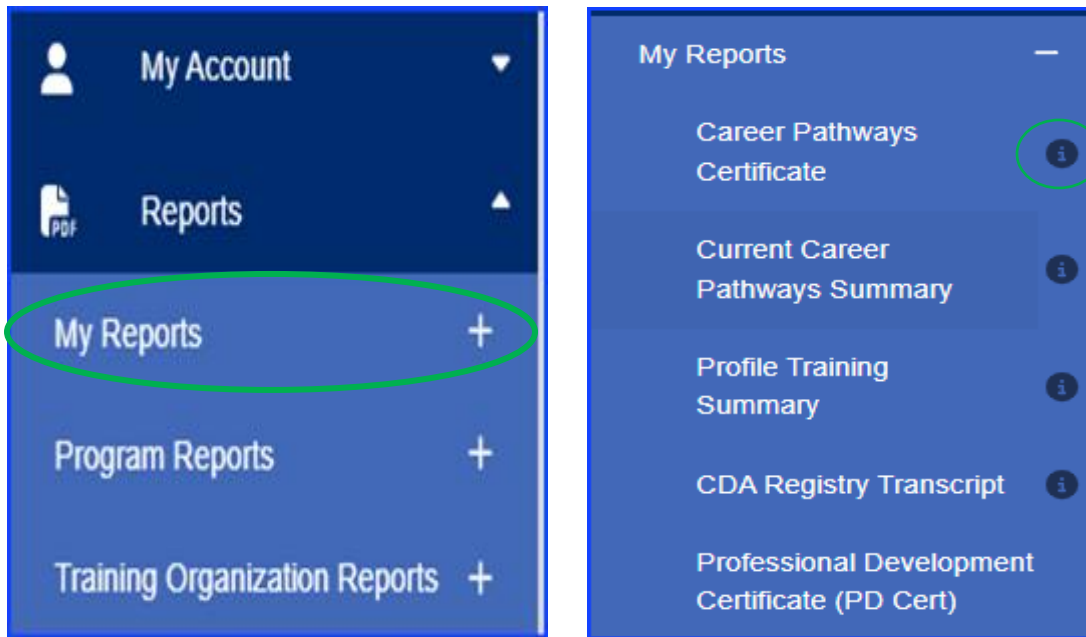 My Account
PDF
Reports
My Reports
Program Reports
Training Organization Reports
My Reports
Career Pathways
Certificate
i
Current Career
Pathways Summary
i
Profile Training
Summary
i
CDA Registry Transcript
i
Professional Development
Certificate (PD Cert)